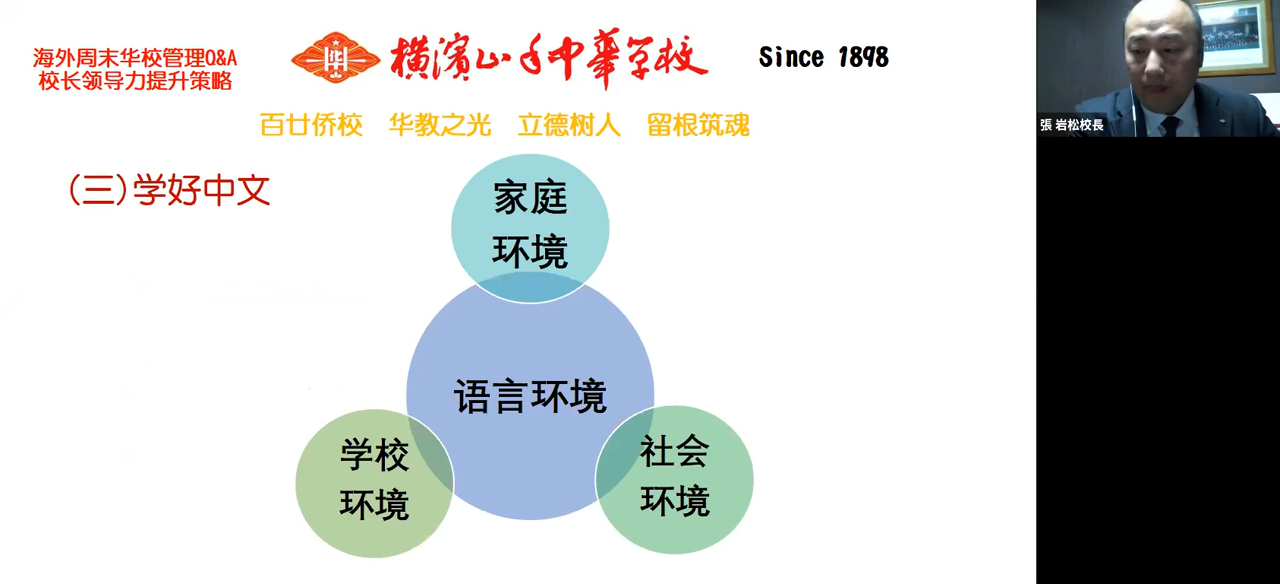 海外周末华校管理Q&A
校长领导力提升策略
华
横濱山手中華学校
Since 1898
百廿侨校 华教之光 立德树人 留根筑魂
(三)学好中文
家庭
环境
语言环境
学校
环境
社会
环境
張 岩松校長